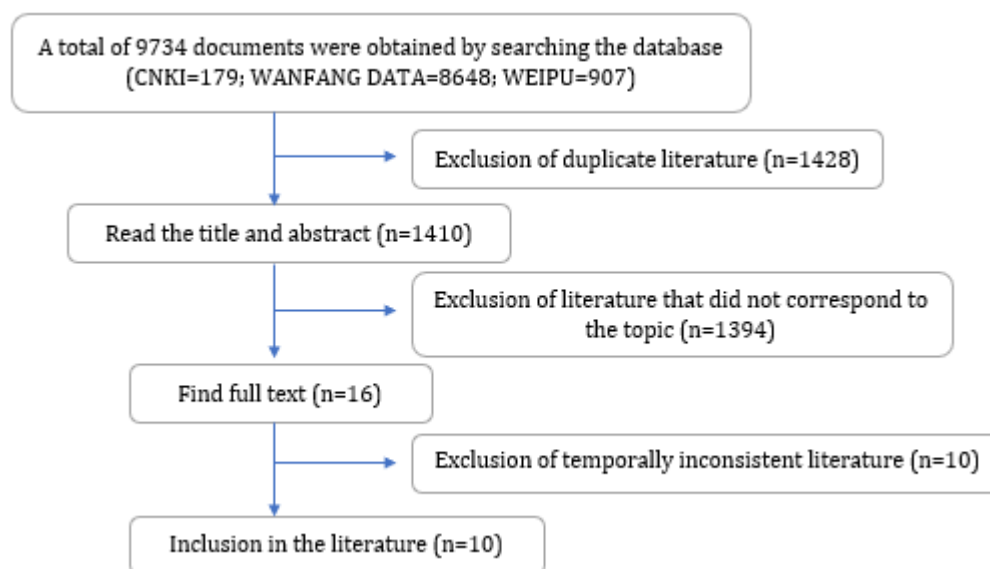 A total of 9734 documents were obtained by searching the database
(CNKI=179; WANFANG DATA=8648; WEIPU=907)
Exclusion of duplicate literature (n=1428)
Read the title and abstract (n=1410)
Exclusion of literature that did not correspond to
the topic (n=1394)
Find full text (n=16)
Exclusion of temporally inconsistent literature (n=10)
Inclusion in the literature (n=10)